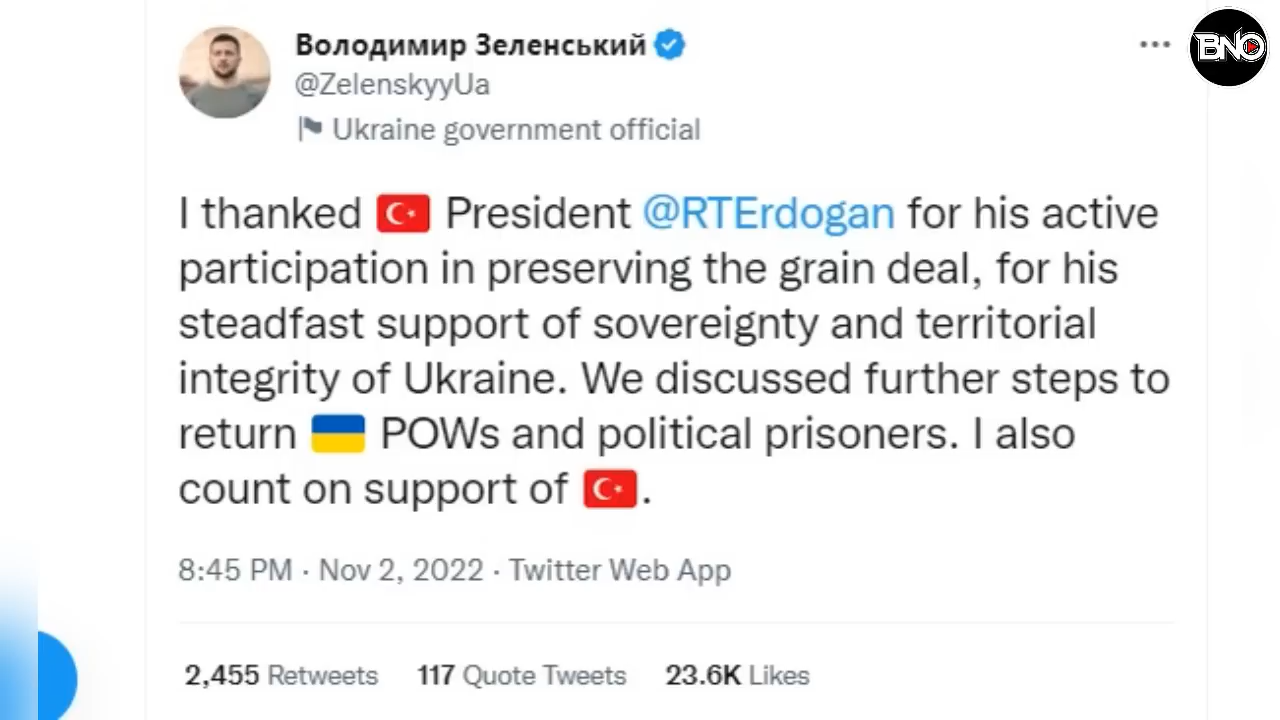 Володимир Зеленський
@ZelenskyyUa
Ukraine government official
BNO
I thanked 🇹🇷 President @RTErdogan for his active
participation in preserving the grain deal, for his
steadfast support of sovereignty and territorial
integrity of Ukraine. We discussed further steps to
return 🇺🇦 POWs and political prisoners. I also
count on support of 🇹🇷.
8:45 PM · Nov 2, 2022 · Twitter Web App
2,455 Retweets 117 Quote Tweets 23.6K Likes